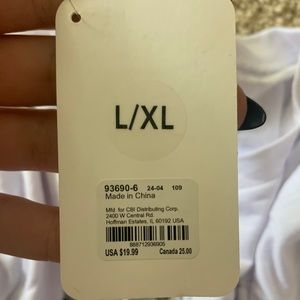 L/XL
93690-6 24-04 109
Made in China
Mfd. for CBI Distributing Corp.
2400 W Central Rd.
Hoffman Estates, IL 60192 USA
888712936905
USA $19.99 Canada 25.00